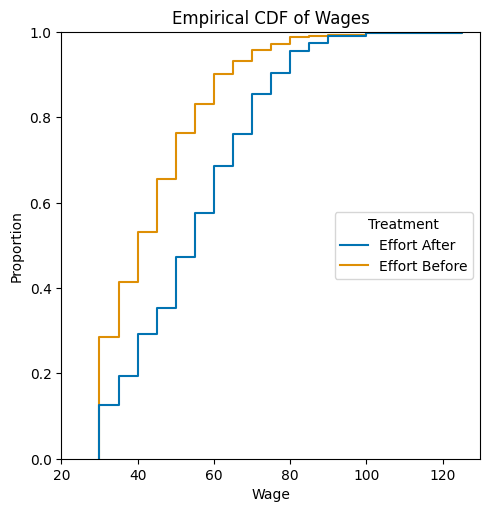 Empirical CDF of Wages
1.0
0.8
0.6
0.4
0.2
0.0
Proportion
Treatment
Effort After
Effort Before
20
40
60
80
100
120
Wage